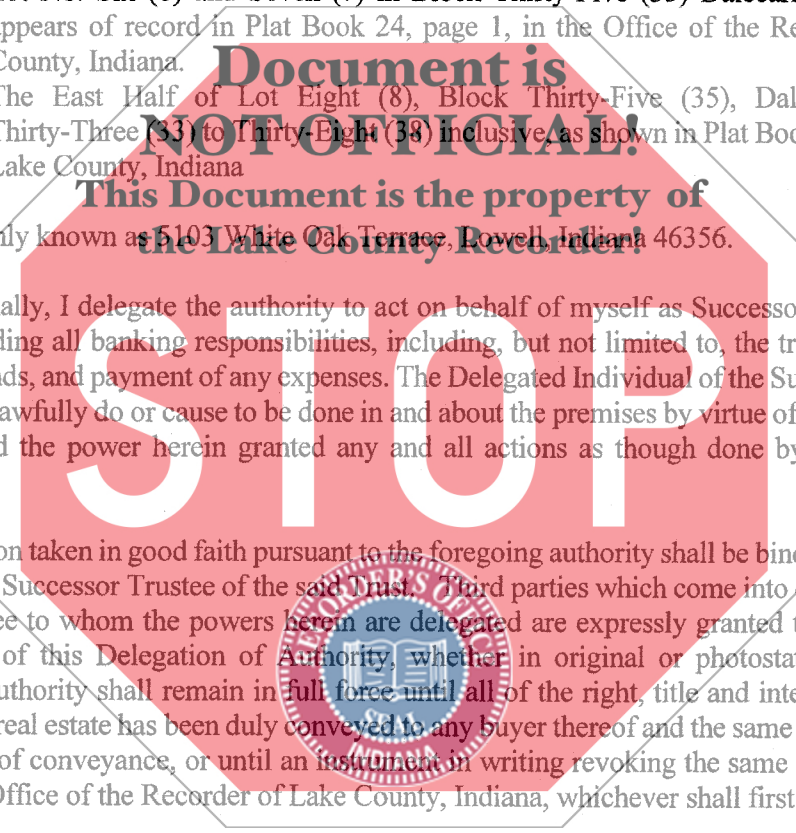 appears of record in Plat Book 24, page 1, in the Office of the Re
County, Indiana.
Document is
The East Half of Lot Eight (8), Block Thirty-Five (35), Dal
NOT OFFICIAL!
Thirty-Three (33) to Thirty-Eight (38) inclusive, as shown in Plat Boo
Lake County, Indiana
This Document is the property of
the Lake County Recorder!
nly known as 5103 White Oak Terrace, Lowell, Indiana 46356.
ally, I delegate the authority to act on behalf of myself as Successo
ding all banking responsibilities, including, but not limited to, the tr
nds, and payment of any expenses. The Delegated Individual of the Su
awfully do or cause to be done in and about the premises by virtue of
d the power herein granted any and all actions as though done by
STOP
on taken in good faith pursuant to the foregoing authority shall be bind
Successor Trustee of the said Trust. Third parties which come into
ee to whom the powers herein are delegated are expressly granted t
of this Delegation of Authority, whether in original or photostat
uthority shall remain in full force until all of the right, title and inte
real estate has been duly conveyed to any buyer thereof and the same
of conveyance, or until an instrument in writing revoking the same
Office of the Recorder of Lake County, Indiana, whichever shall first
RECORDER'S OFFICE
SEAL
INDIANA